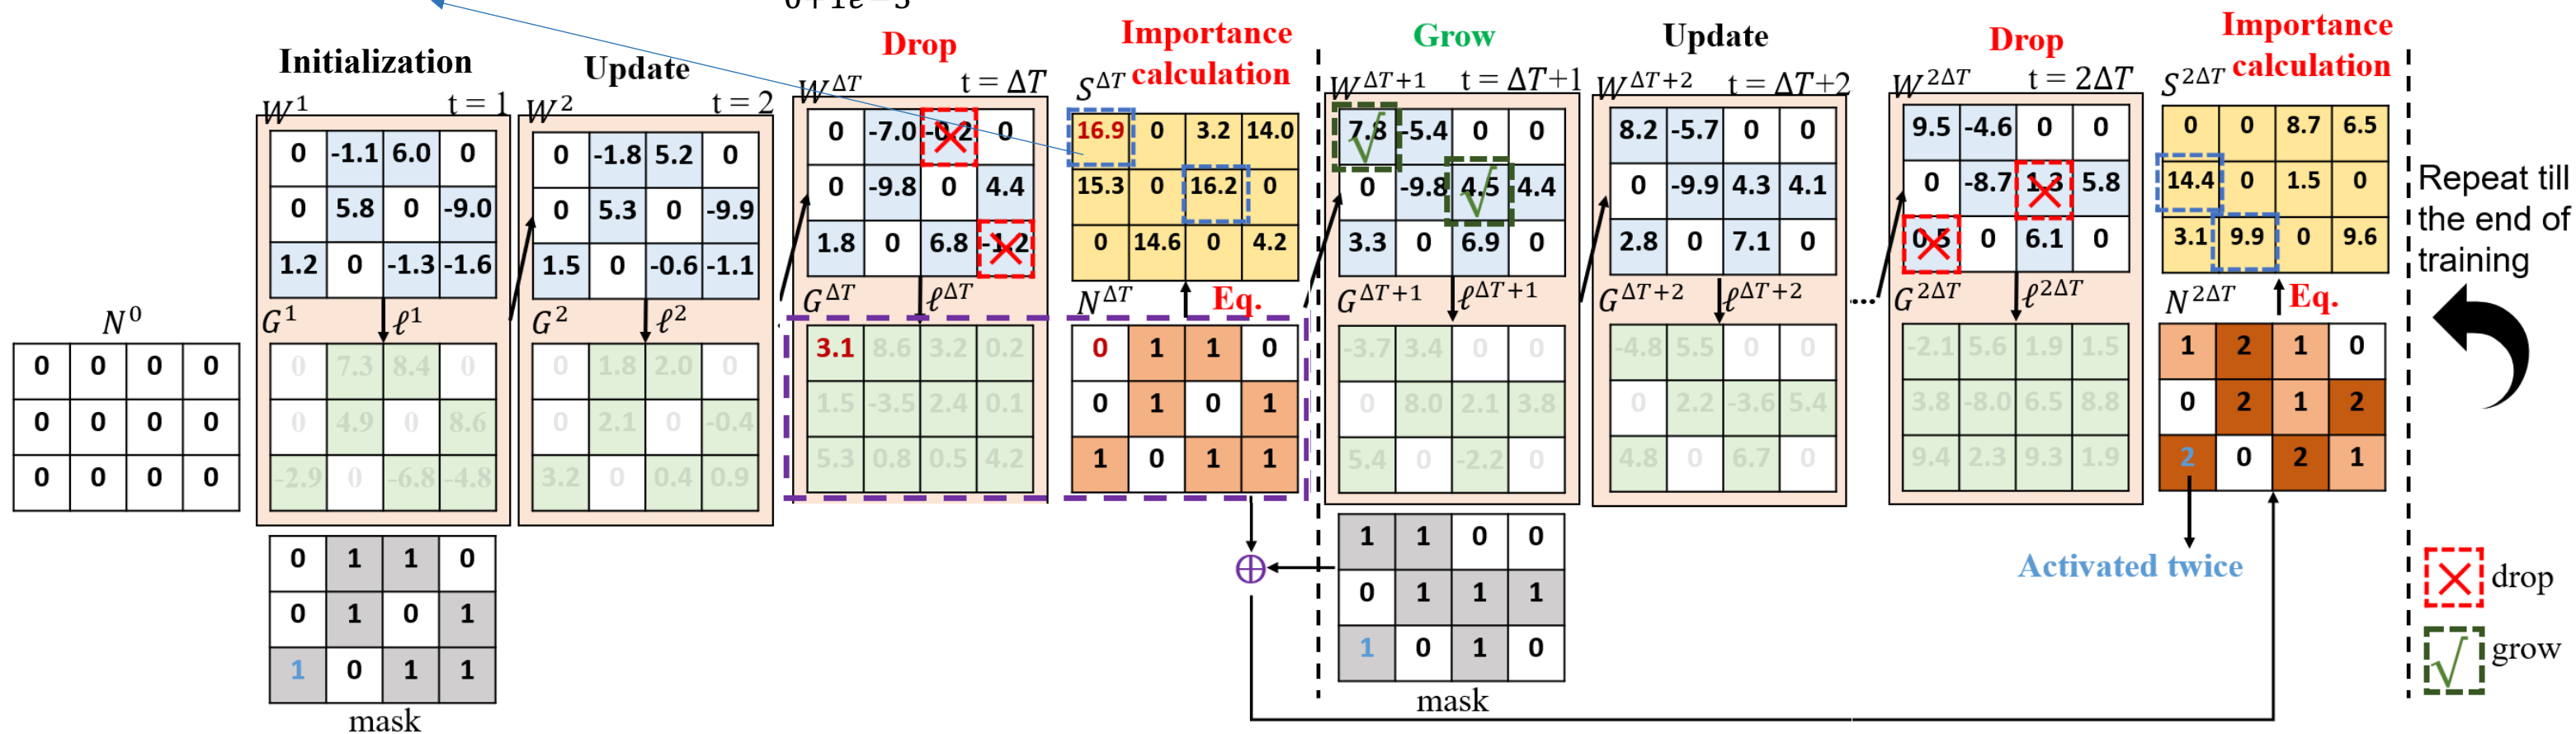 0+1e−5
Initialization
Update
Drop
Importance calculation
Grow
Update
Drop
Importance calculation
W¹ t = 1
0 -1.1 6.0 0
0 5.8 0 -9.0
1.2 0 -1.3 -1.6
G¹ ℓ¹
0 7.3 8.4 0
0 4.9 0 8.6
-2.9 0 -6.8 -4.8
N⁰
0 0 0 0
0 0 0 0
0 0 0 0
0 1 1 0
0 1 0 1
1 0 1 1
mask
W² t = 2
0 -1.8 5.2 0
0 5.3 0 -9.9
1.5 0 -0.6 -1.1
G² ℓ²
0 1.8 2.0 0
0 2.1 0 -0.4
3.2 0 0.4 0.9
W^ΔT t = ΔT
0 -7.0 -0.2 0
0 -9.8 0 4.4
1.8 0 6.8 -1.2
G^ΔT ℓ^ΔT
3.1 8.6 3.2 0.2
1.5 -3.5 2.4 0.1
5.3 0.8 0.5 4.2
S^ΔT
16.9 0 3.2 14.0
15.3 0 16.2 0
0 14.6 0 4.2
N^ΔT Eq.
0 1 1 0
0 1 0 1
1 0 1 1
⊕
W^ΔT+1 t = ΔT+1
7.8 -5.4 0 0
0 -9.8 4.5 4.4
3.3 0 6.9 0
G^ΔT+1 ℓ^ΔT+1
-3.7 3.4 0 0
0 8.0 2.1 3.8
5.4 0 -2.2 0
1 1 0 0
0 1 1 1
1 0 1 0
mask
W^ΔT+2 t = ΔT+2
8.2 -5.7 0 0
0 -9.9 4.3 4.1
2.8 0 7.1 0
G^ΔT+2 ℓ^ΔT+2
-4.8 5.5 0 0
0 2.2 -3.6 5.4
4.8 0 6.7 0
...
W^2ΔT t = 2ΔT
9.5 -4.6 0 0
0 -8.7 1.3 5.8
0.5 0 6.1 0
G^2ΔT ℓ^2ΔT
-2.1 5.6 1.9 1.5
3.8 -8.0 6.5 8.8
9.4 2.3 9.3 1.9
S^2ΔT
0 0 8.7 6.5
14.4 0 1.5 0
3.1 9.9 0 9.6
N^2ΔT Eq.
1 2 1 0
0 2 1 2
2 0 2 1
Activated twice
Repeat till
the end of
training
drop
grow